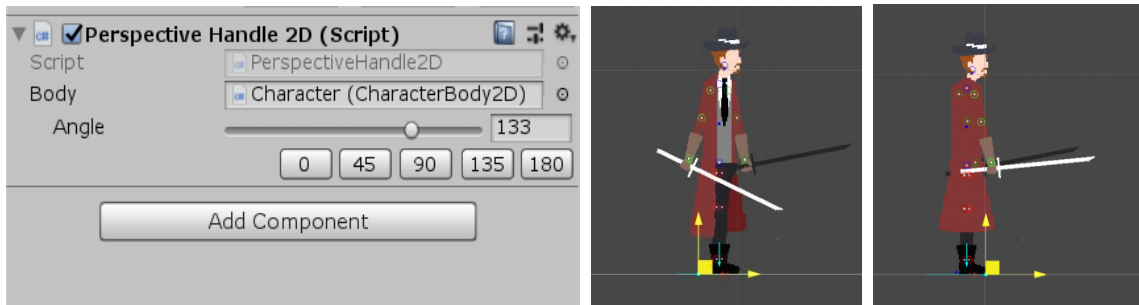 Perspective Handle 2D (Script)
Script PerspectiveHandle2D
Body Character (CharacterBody2D)
Angle 133
0 45 90 135 180
Add Component